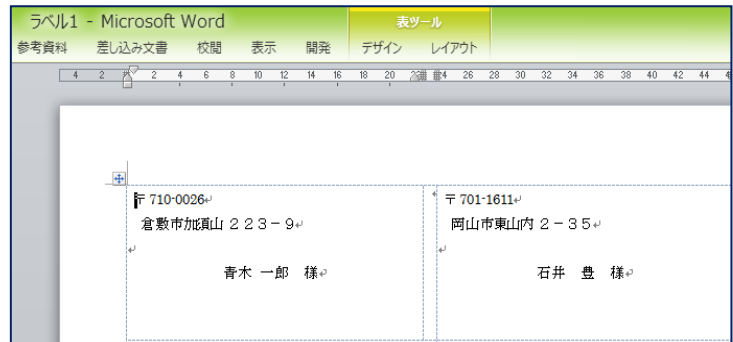 ラベル1 - Microsoft Word
表ツール
参考資料 差し込み文書 校閲 表示 開発 デザイン レイアウト
4 2 2 4 6 8 10 12 14 16 18 20 24 26 28 30 32 34 36 38 40 42 44
〒710-0026
倉敷市加須山２２３－９
青木 一郎 様
〒701-1611
岡山市東山内２－３５
石井 豊 様